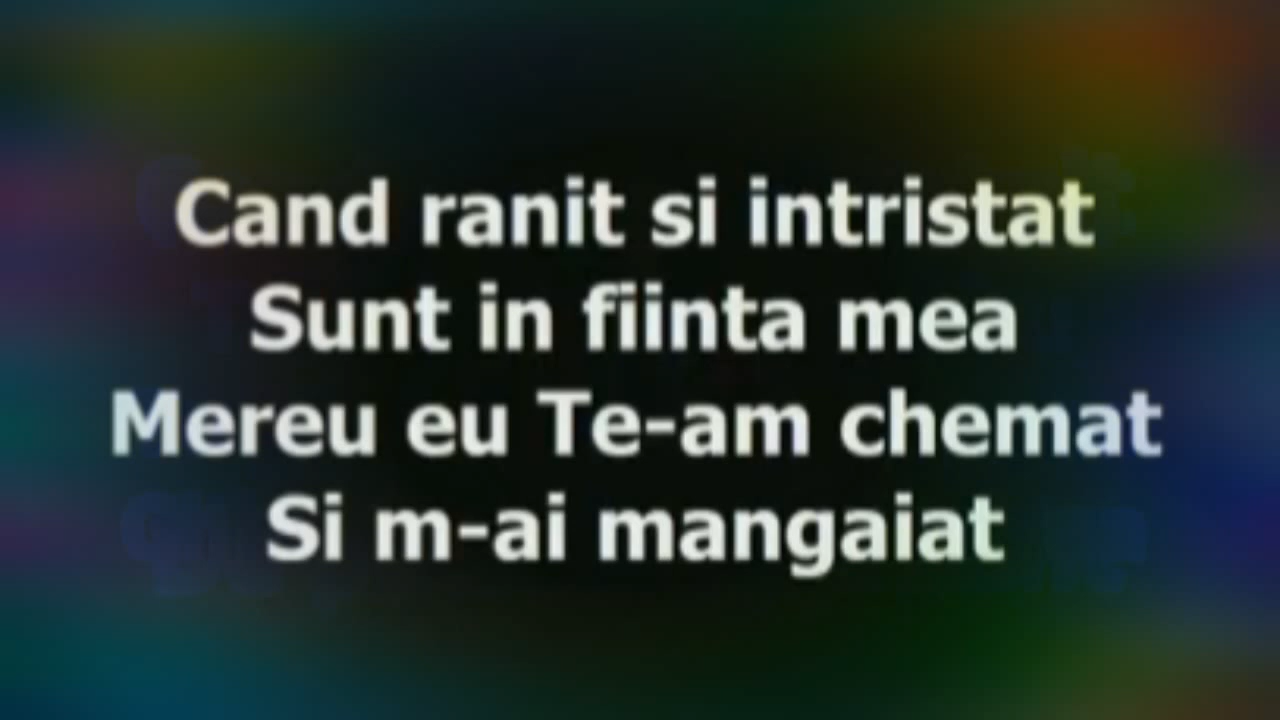 Cand ranit si intristat
Sunt in fiinta mea
Mereu eu Te-am chemat
Si m-ai mangaiat